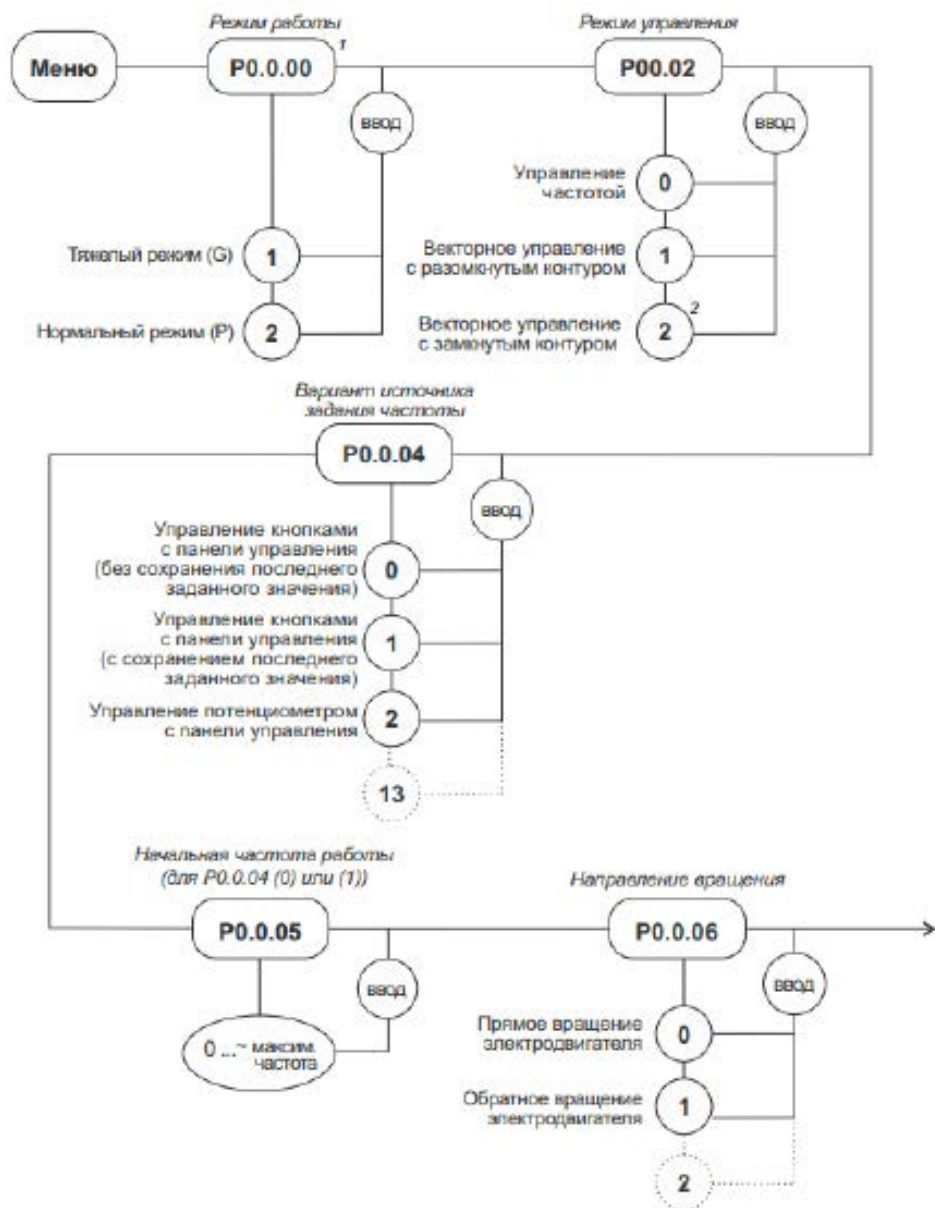 Режим работы
Режим управления
Меню
P0.0.00
1
P00.02
ввод
ввод
Управление
частотой
0
Тяжелый режим (G)
1
Векторное управление
с разомкнутым контуром
1
Нормальный режим (P)
2
Векторное управление
с замкнутым контуром
2
2
Вариант источника
задания частоты
P0.0.04
ввод
Управление кнопками
с панели управления
(без сохранения последнего
заданного значения)
0
Управление кнопками
с панели управления
(с сохранением последнего
заданного значения)
1
Управление потенциометром
с панели управления
2
13
Начальная частота работы
(для P0.0.04 (0) или (1))
Направление вращения
P0.0.05
P0.0.06
ввод
ввод
0 ...~ максим.
частота
Прямое вращение
электродвигателя
0
Обратное вращение
электродвигателя
1
2